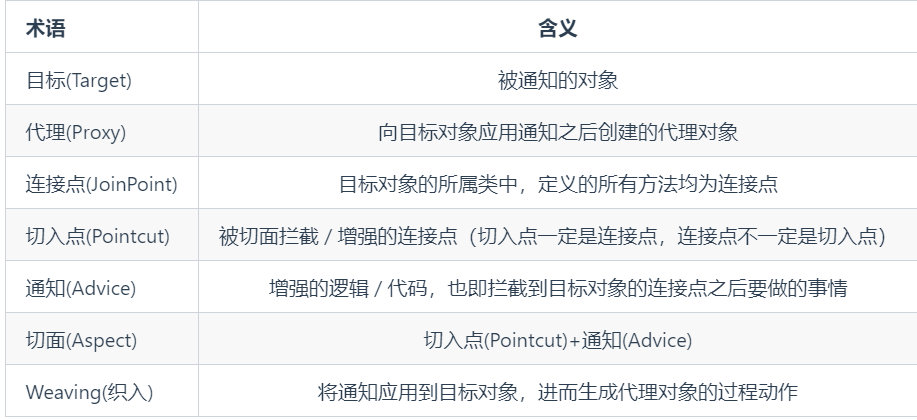 术语 含义
目标(Target) 被通知的对象
代理(Proxy) 向目标对象应用通知之后创建的代理对象
连接点(JoinPoint) 目标对象的所属类中，定义的所有方法均为连接点
切入点(Pointcut) 被切面拦截 / 增强的连接点（切入点一定是连接点，连接点不一定是切入点）
通知(Advice) 增强的逻辑 / 代码，也即拦截到目标对象的连接点之后要做的事情
切面(Aspect) 切入点(Pointcut)+通知(Advice)
Weaving(织入) 将通知应用到目标对象，进而生成代理对象的过程动作